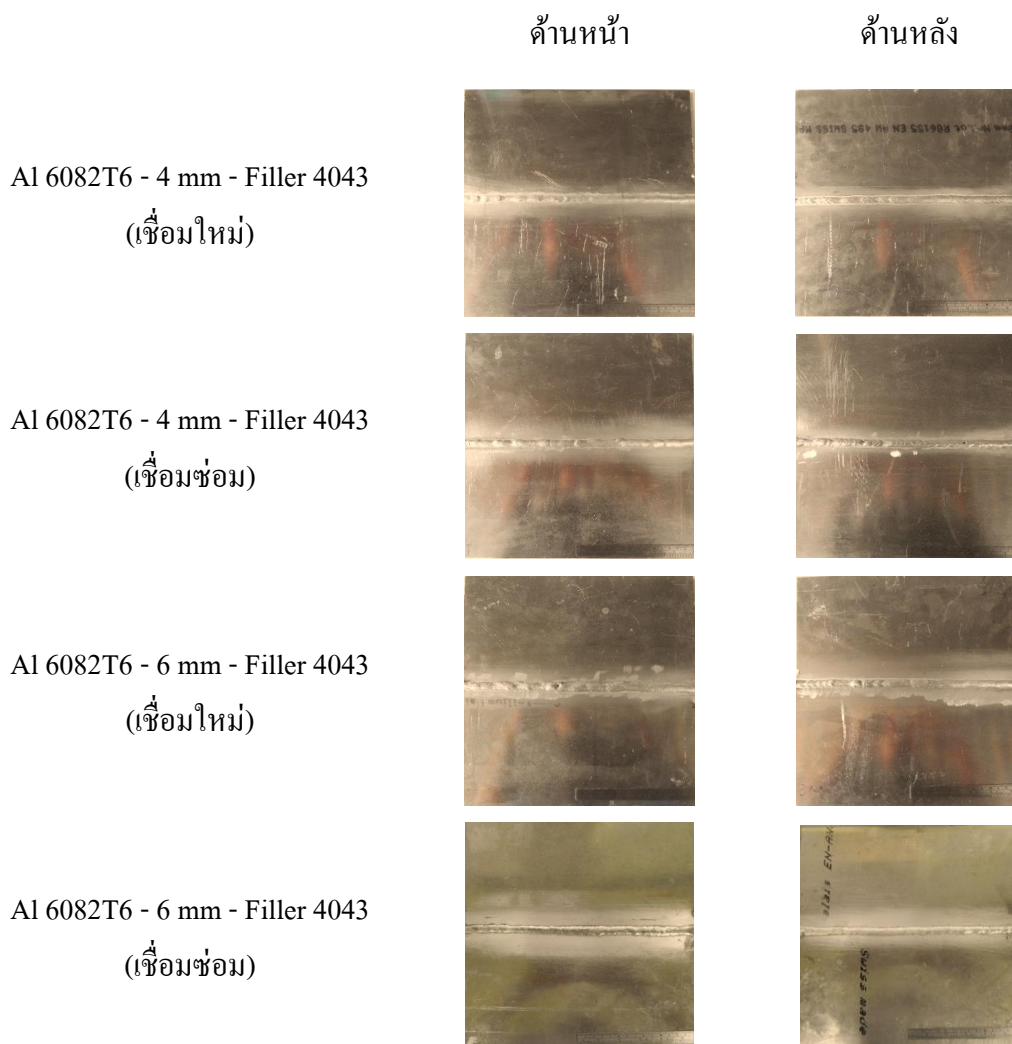 ด้านหน้า ด้านหลัง
Al 6082T6 - 4 mm - Filler 4043
(เชื่อมใหม่)
Al 6082T6 - 4 mm - Filler 4043
(เชื่อมซ่อม)
Al 6082T6 - 6 mm - Filler 4043
(เชื่อมใหม่)
Al 6082T6 - 6 mm - Filler 4043
(เชื่อมซ่อม)